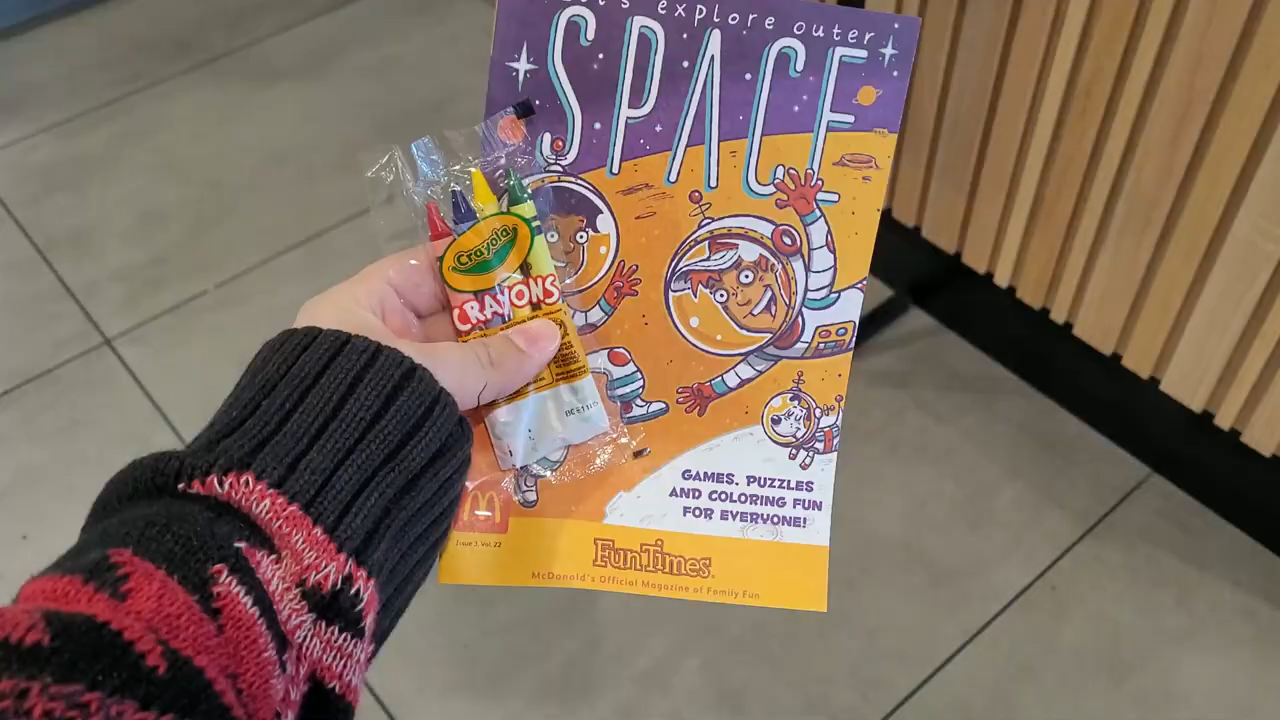 Let's explore outer
SPACE
Crayola
CRAYONS
GAMES, PUZZLES
AND COLORING FUN
FOR EVERYONE!
Issue 3, Vol. 22
FunTimes
McDonald's Official Magazine of Family Fun